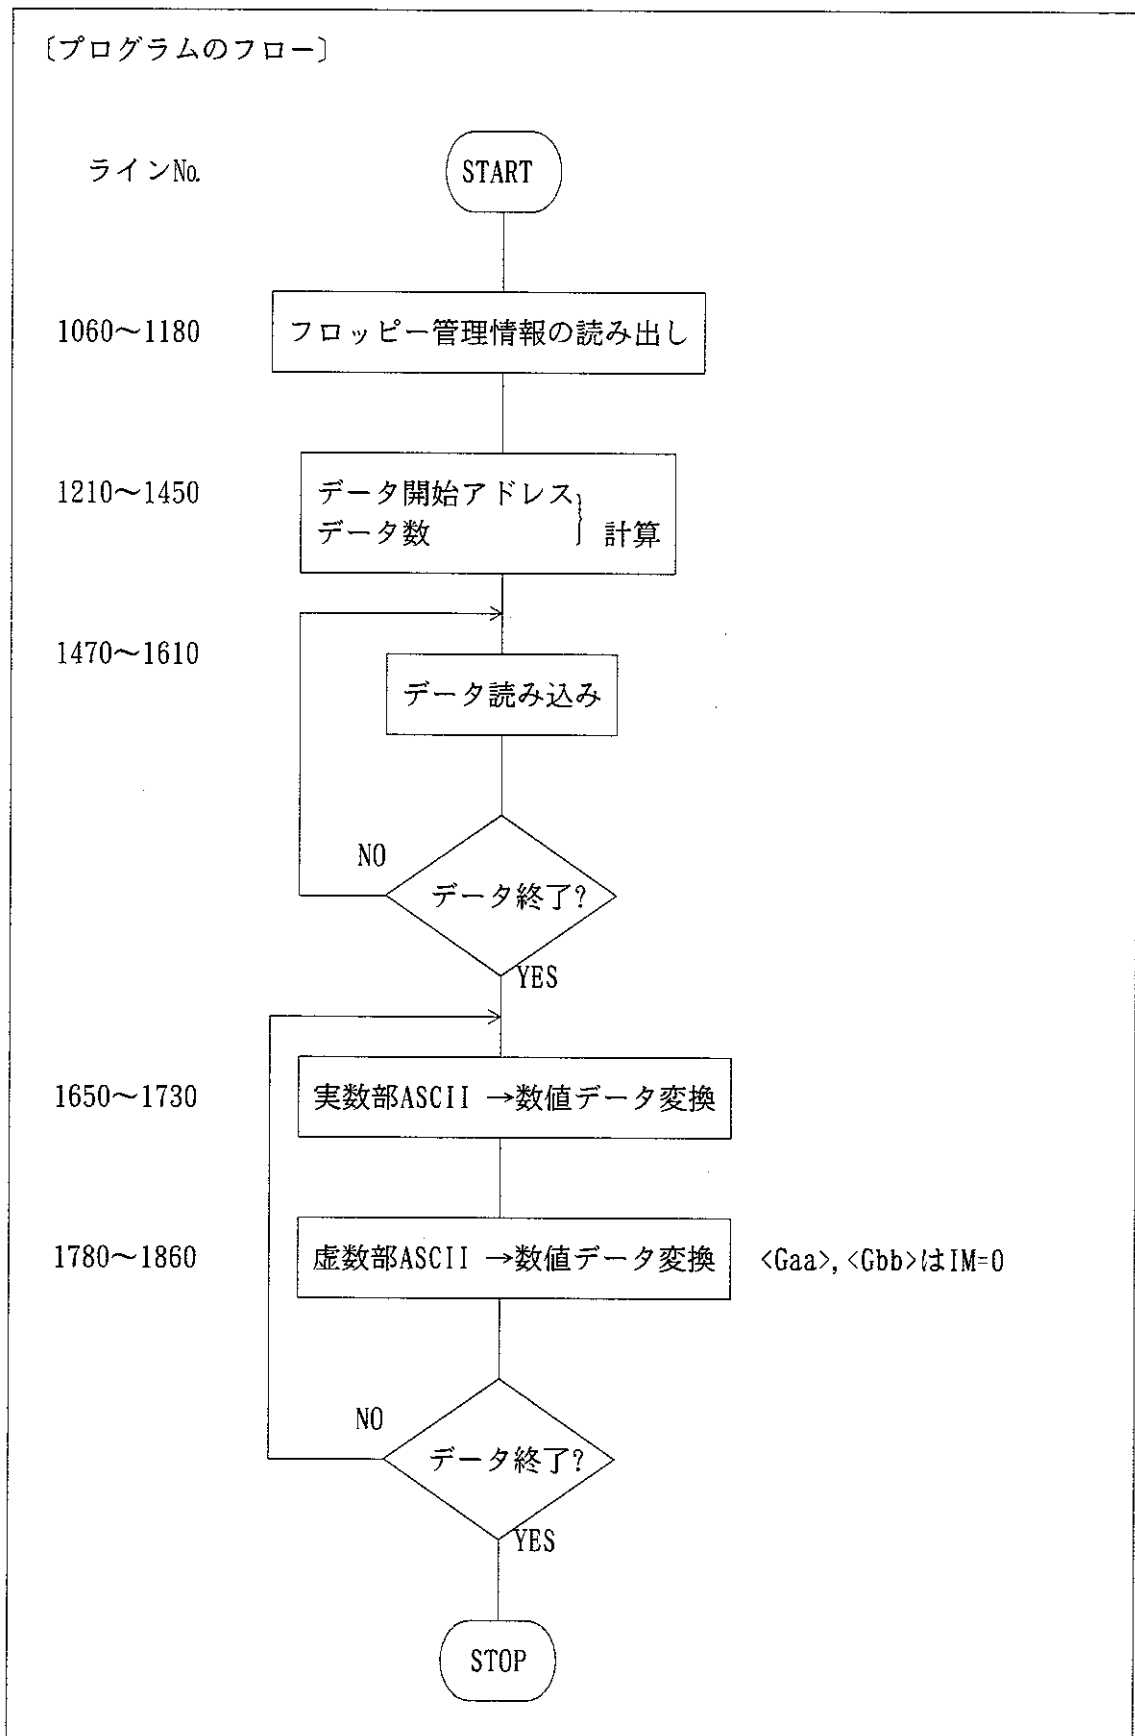 〔プログラムのフロー〕
ラインNo.
START
1060～1180
フロッピー管理情報の読み出し
1210～1450
データ開始アドレス
データ数
計算
1470～1610
データ読み込み
NO
データ終了?
YES
1650～1730
実数部ASCII →数値データ変換
1780～1860
虚数部ASCII →数値データ変換
<Gaa>, <Gbb>はIM=0
NO
データ終了?
YES
STOP